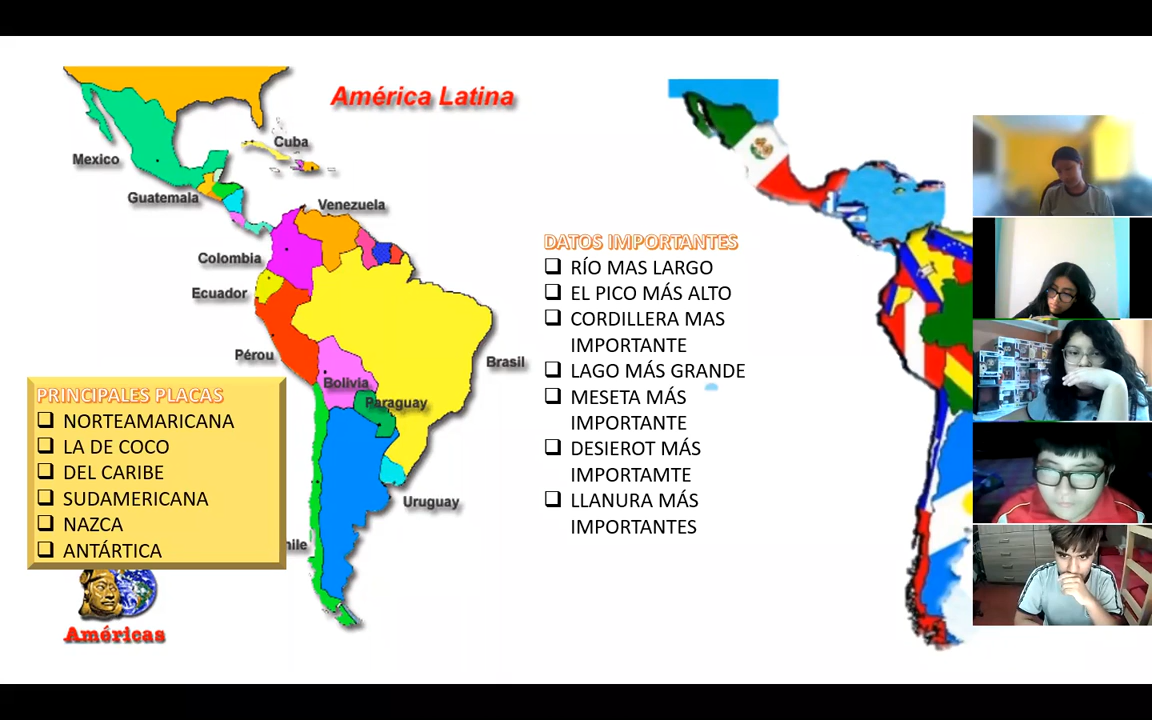 América Latina
Cuba
Mexico
Guatemala
Venezuela
Colombia
Ecuador
Pérou
Brasil
Bolivia
Paraguay
Uruguay
hile
PRINCIPALES PLACAS
NORTEAMARICANA
LA DE COCO
DEL CARIBE
SUDAMERICANA
NAZCA
ANTÁRTICA
Américas
DATOS IMPORTANTES
RÍO MAS LARGO
EL PICO MÁS ALTO
CORDILLERA MAS
IMPORTANTE
LAGO MÁS GRANDE
MESETA MÁS
IMPORTANTE
DESIEROT MÁS
IMPORTAMTE
LLANURA MÁS
IMPORTANTES